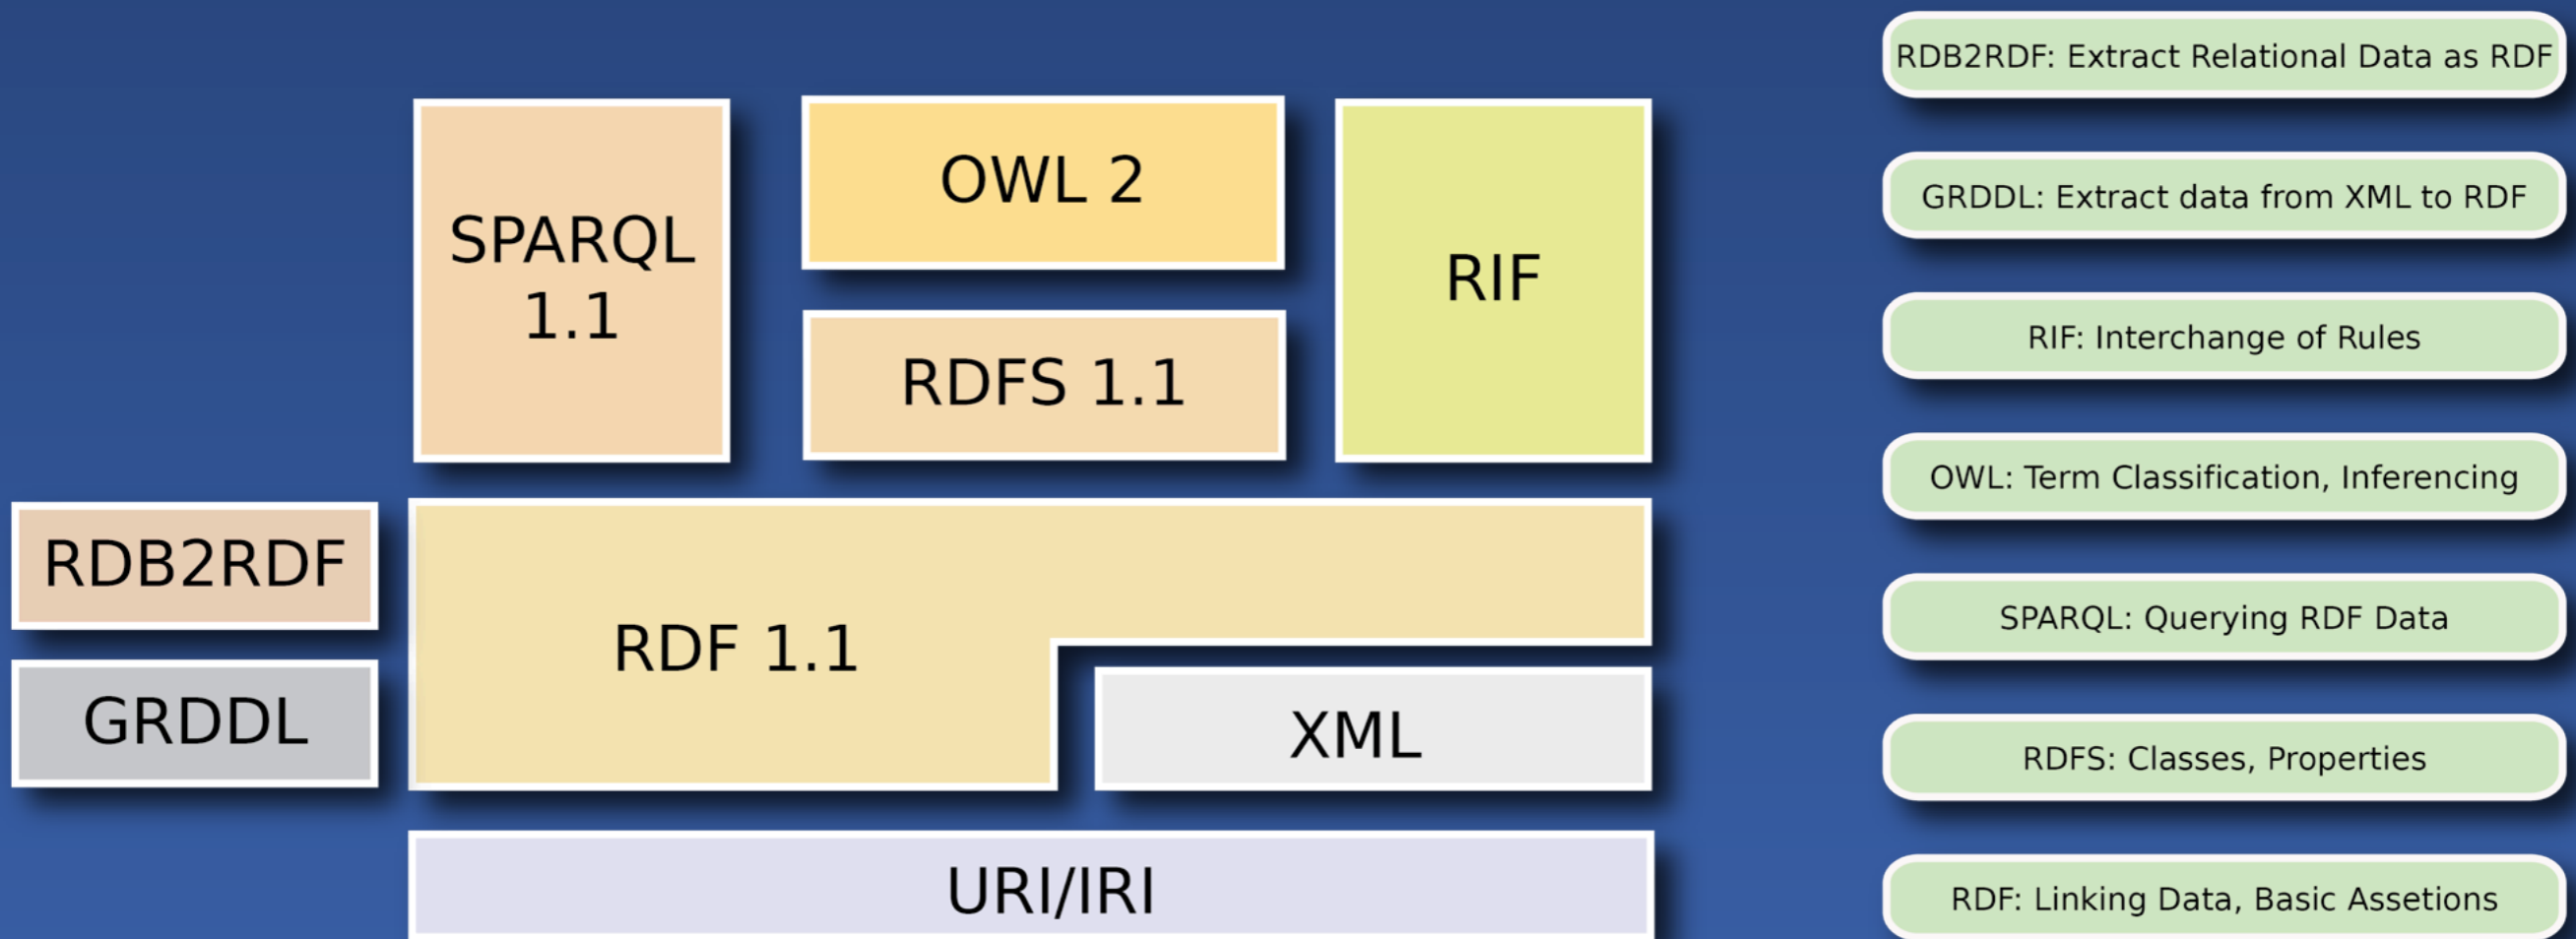 SPARQL
1.1
OWL 2
RDFS 1.1
RIF
RDB2RDF
GRDDL
RDF 1.1
XML
URI/IRI
RDB2RDF: Extract Relational Data as RDF
GRDDL: Extract data from XML to RDF
RIF: Interchange of Rules
OWL: Term Classification, Inferencing
SPARQL: Querying RDF Data
RDFS: Classes, Properties
RDF: Linking Data, Basic Assetions